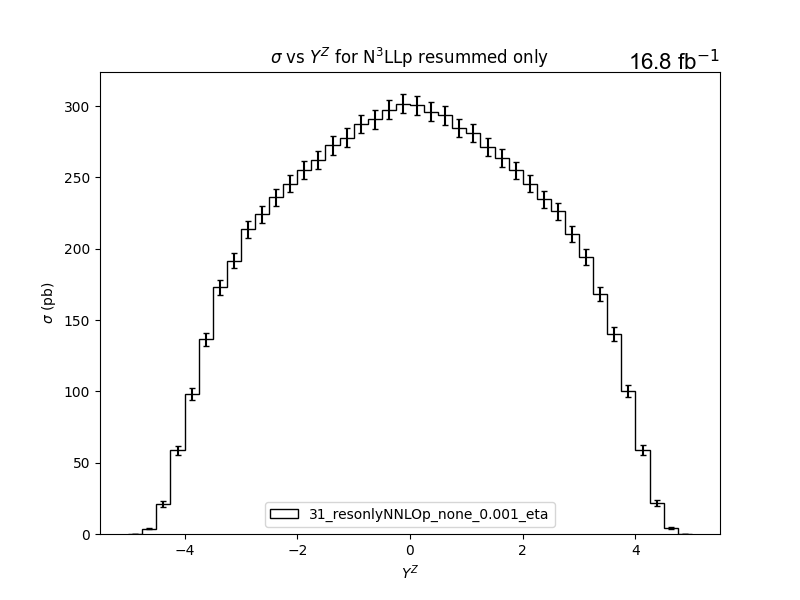 σ vs Y^Z for N³LLp resummed only
16.8 fb⁻¹
300
250
200
150
100
50
0
σ (pb)
31_resonlyNNLOp_none_0.001_eta
−4 −2 0 2 4
Y^Z